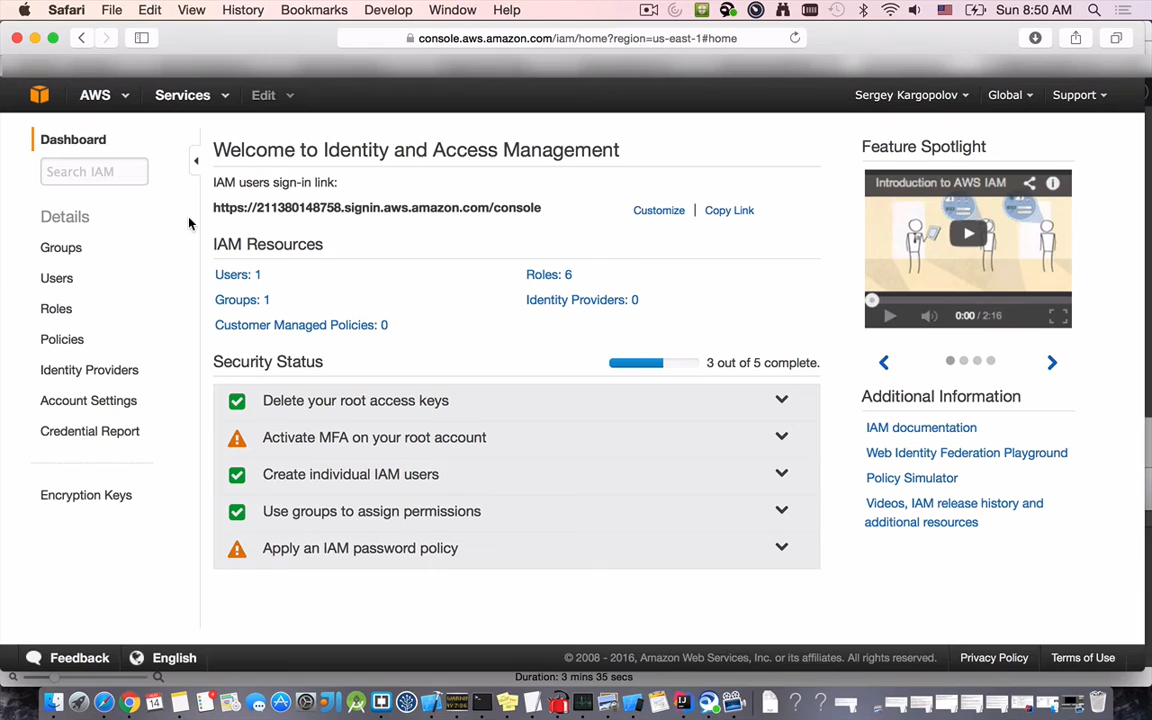 Safari File Edit View History Bookmarks Develop Window Help Sun 8:50 AM
console.aws.amazon.com/iam/home?region=us-east-1#home
AWS Services Edit Sergey Kargopolov Global Support
Dashboard
Search IAM
Details
Groups
Users
Roles
Policies
Identity Providers
Account Settings
Credential Report
Encryption Keys
Welcome to Identity and Access Management
IAM users sign-in link:
https://211380148758.signin.aws.amazon.com/console Customize | Copy Link
IAM Resources
Users: 1 Roles: 6
Groups: 1 Identity Providers: 0
Customer Managed Policies: 0
Security Status 3 out of 5 complete.
Delete your root access keys
Activate MFA on your root account
Create individual IAM users
Use groups to assign permissions
Apply an IAM password policy
Feature Spotlight
Introduction to AWS IAM
0:00 / 2:16
Additional Information
IAM documentation
Web Identity Federation Playground
Policy Simulator
Videos, IAM release history and
additional resources
Feedback English © 2008 - 2016, Amazon Web Services, Inc. or its affiliates. All rights reserved. Privacy Policy Terms of Use
Duration: 3 mins 35 secs
14